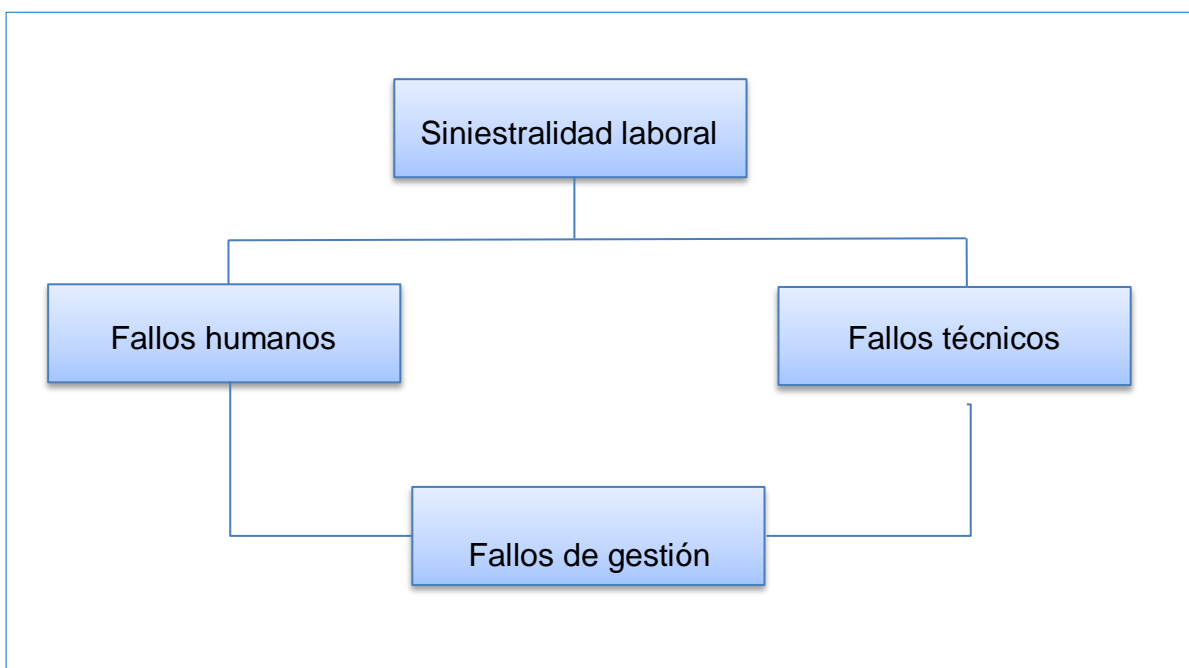 Siniestralidad laboral
Fallos humanos
Fallos técnicos
Fallos de gestión